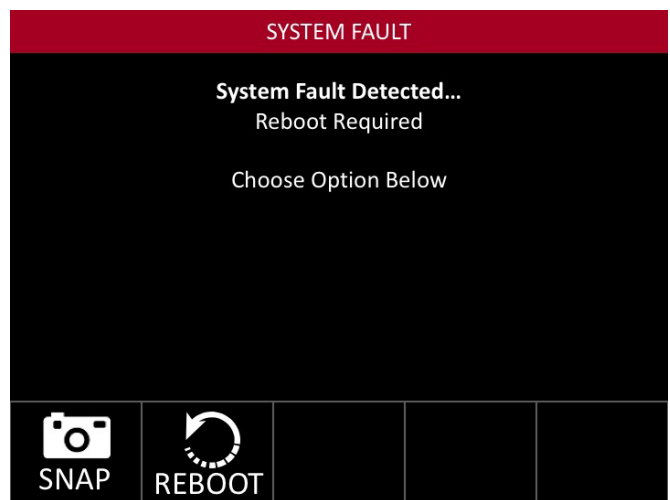 SYSTEM FAULT
System Fault Detected...
Reboot Required
Choose Option Below
SNAP
REBOOT